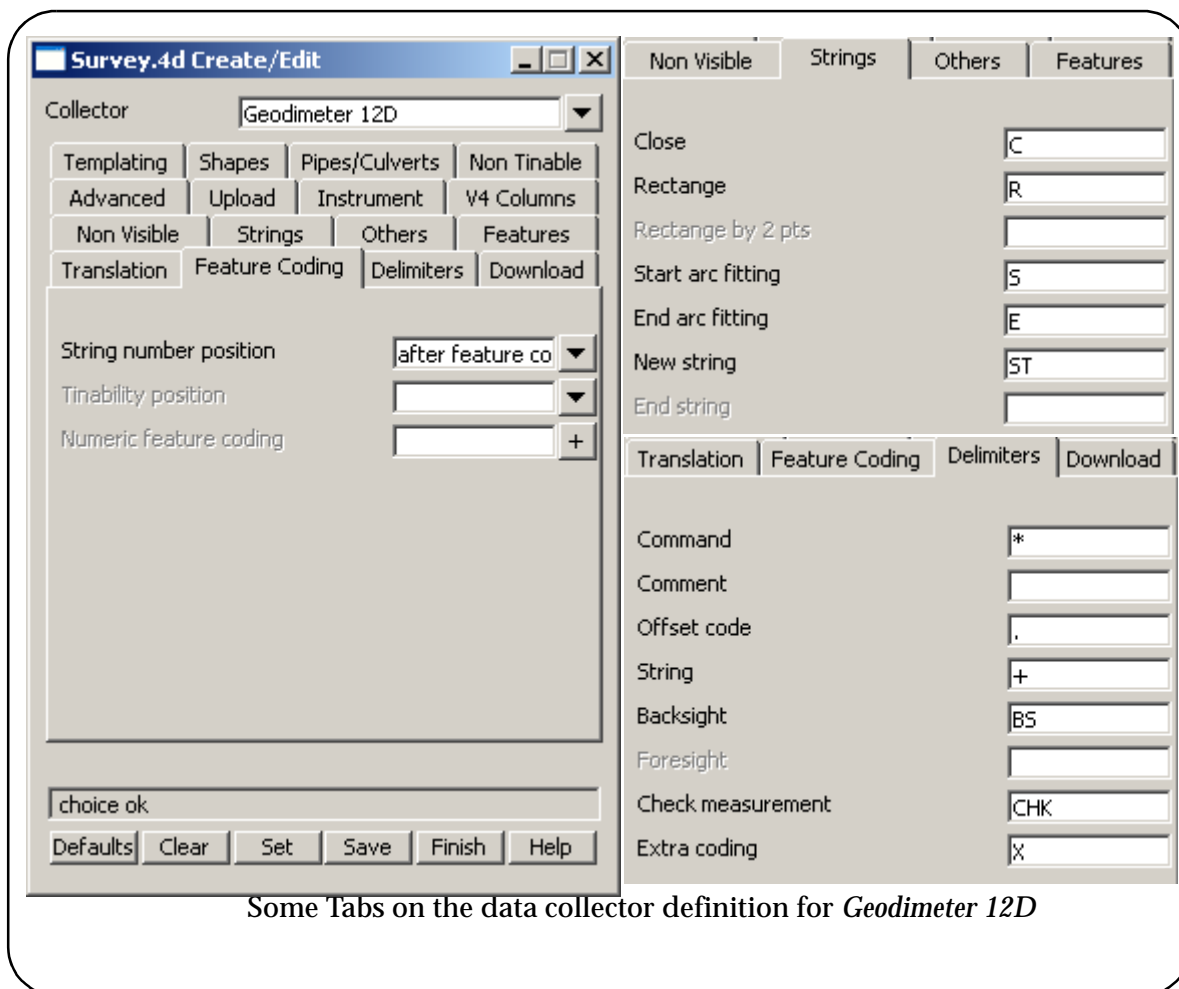 Survey.4d Create/Edit
Collector
Geodimeter 12D
Templating Shapes Pipes/Culverts Non Tinable
Advanced Upload Instrument V4 Columns
Non Visible Strings Others Features
Translation Feature Coding Delimiters Download
String number position after feature co
Tinability position
Numeric feature coding +
choice ok
Defaults Clear Set Save Finish Help
Non Visible Strings Others Features
Close C
Rectange R
Rectange by 2 pts
Start arc fitting S
End arc fitting E
New string ST
End string
Translation Feature Coding Delimiters Download
Command *
Comment
Offset code .
String +
Backsight BS
Foresight
Check measurement CHK
Extra coding X
Some Tabs on the data collector definition for Geodimeter 12D